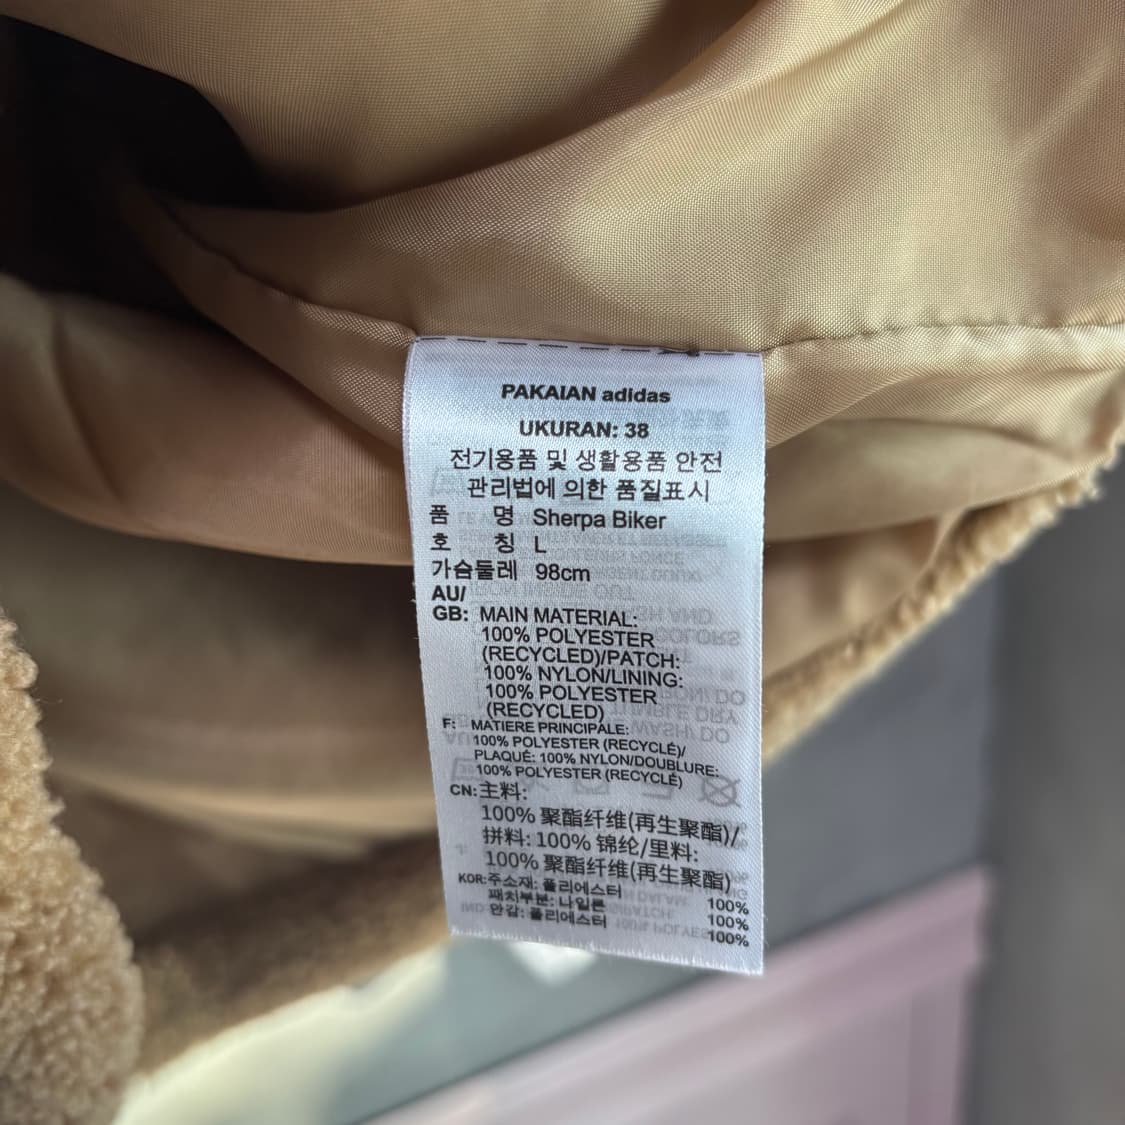 PAKAIAN adidas
UKURAN: 38
전기용품 및 생활용품 안전
관리법에 의한 품질표시
품 명 Sherpa Biker
호 칭 L
가슴둘레 98cm
AU/
GB: MAIN MATERIAL:
100% POLYESTER
(RECYCLED)/PATCH:
100% NYLON/LINING:
100% POLYESTER
(RECYCLED)
F: MATIERE PRINCIPALE:
100% POLYESTER (RECYCLÉ)/
PLAQUÉ: 100% NYLON/DOUBLURE:
100% POLYESTER (RECYCLÉ)
CN: 主料:
100% 聚酯纤维(再生聚酯)/
拼料: 100% 锦纶/里料:
100% 聚酯纤维(再生聚酯)
KOR: 주소재: 폴리에스터 100%
패치부분: 나일론 100%
안감: 폴리에스터 100%